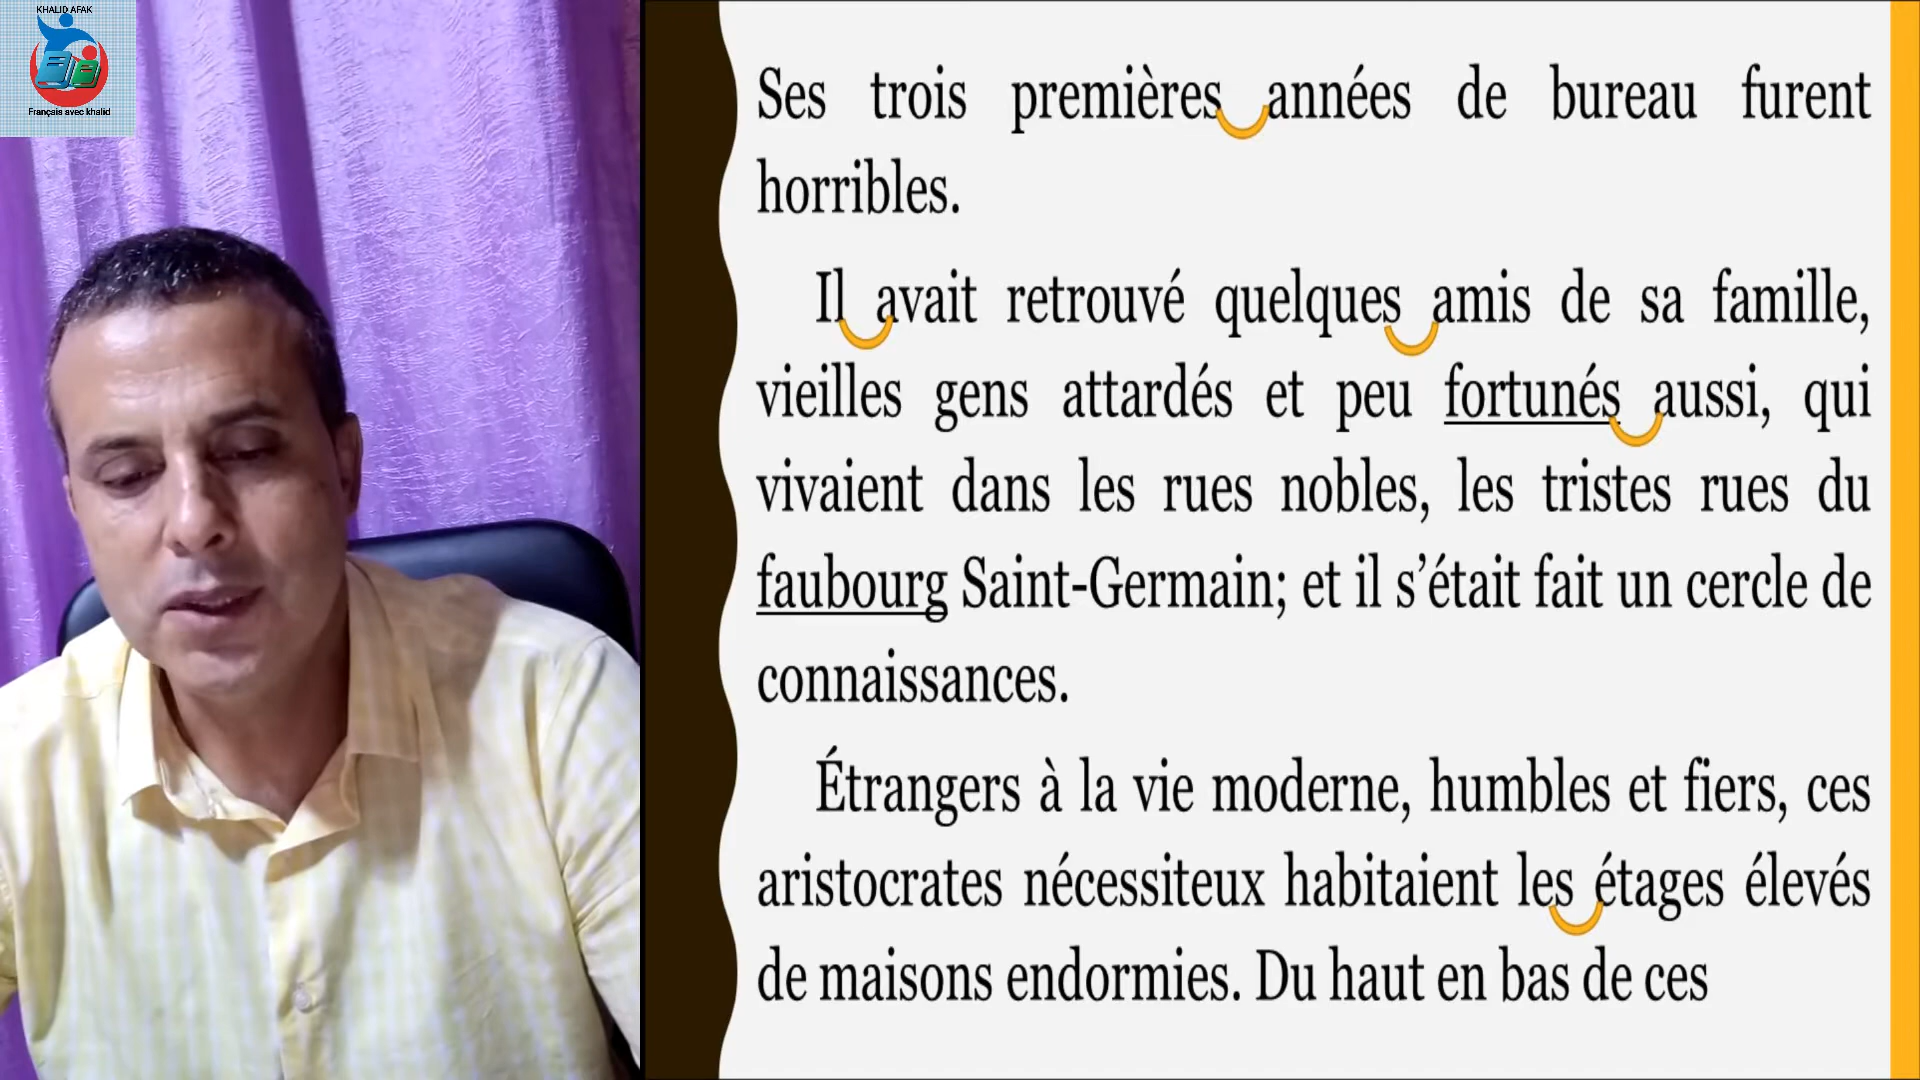 KHALID AFAK
Français avec khalid
Ses trois premières années de bureau furent
horribles.
Il avait retrouvé quelques amis de sa famille,
vieilles gens attardés et peu fortunés aussi, qui
vivaient dans les rues nobles, les tristes rues du
faubourg Saint-Germain; et il s’était fait un cercle de
connaissances.
Étrangers à la vie moderne, humbles et fiers, ces
aristocrates nécessiteux habitaient les étages élevés
de maisons endormies. Du haut en bas de ces